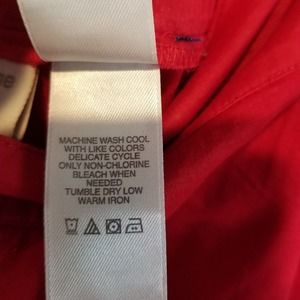 MACHINE WASH COOL
WITH LIKE COLORS
DELICATE CYCLE
ONLY NON-CHLORINE
BLEACH WHEN
NEEDED
TUMBLE DRY LOW
WARM IRON